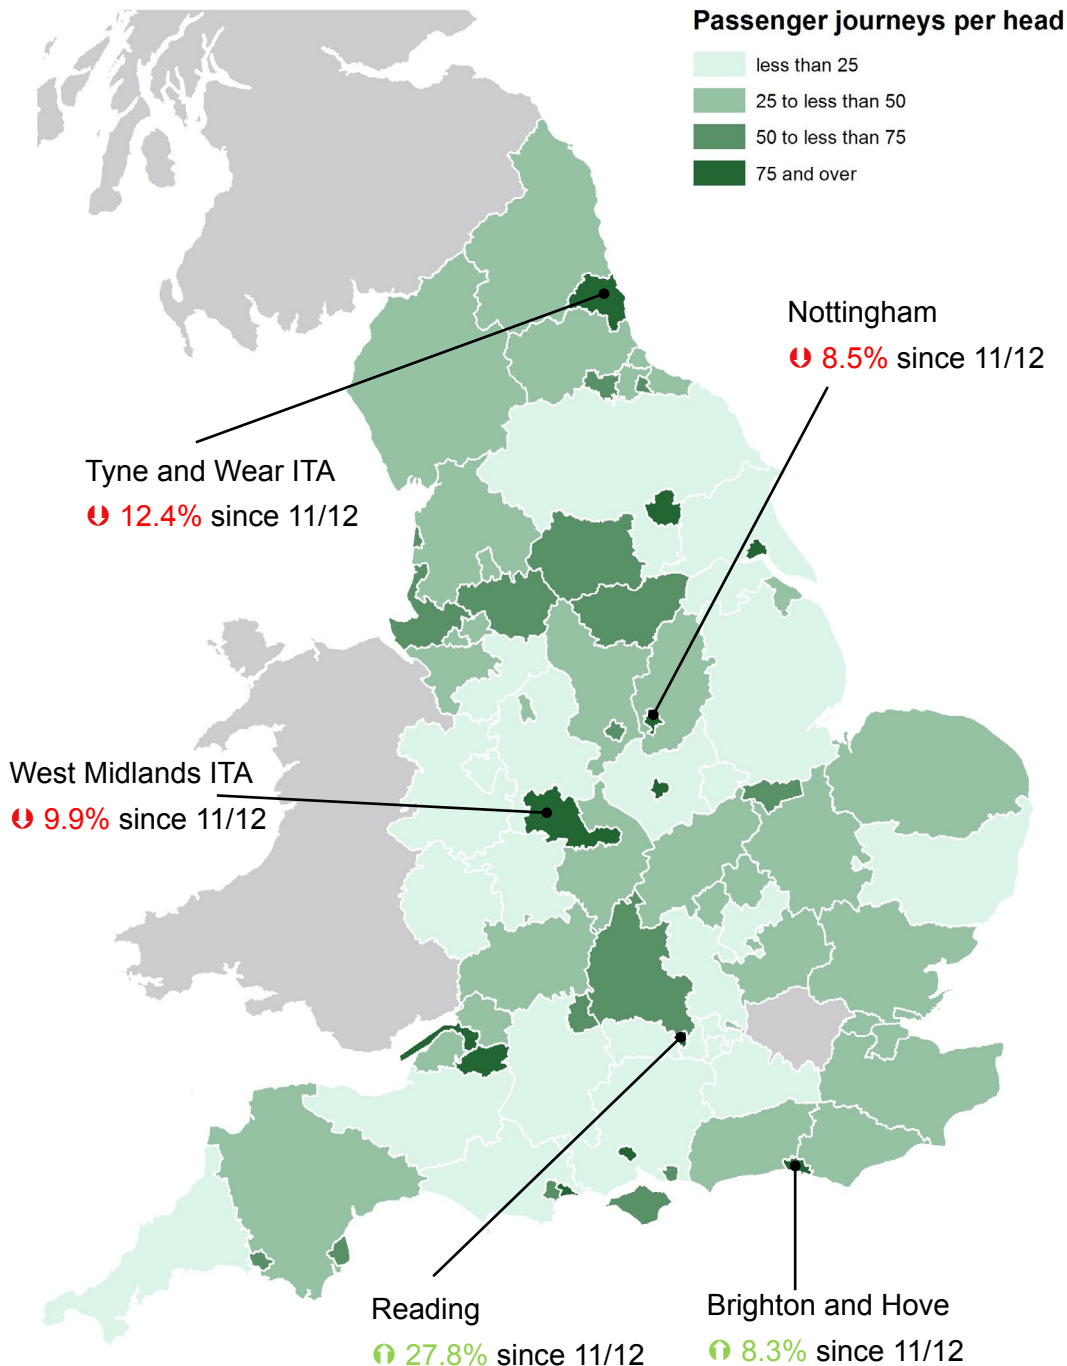 Passenger journeys per head
less than 25
25 to less than 50
50 to less than 75
75 and over
Nottingham
8.5% since 11/12
Tyne and Wear ITA
12.4% since 11/12
West Midlands ITA
9.9% since 11/12
Reading
27.8% since 11/12
Brighton and Hove
8.3% since 11/12